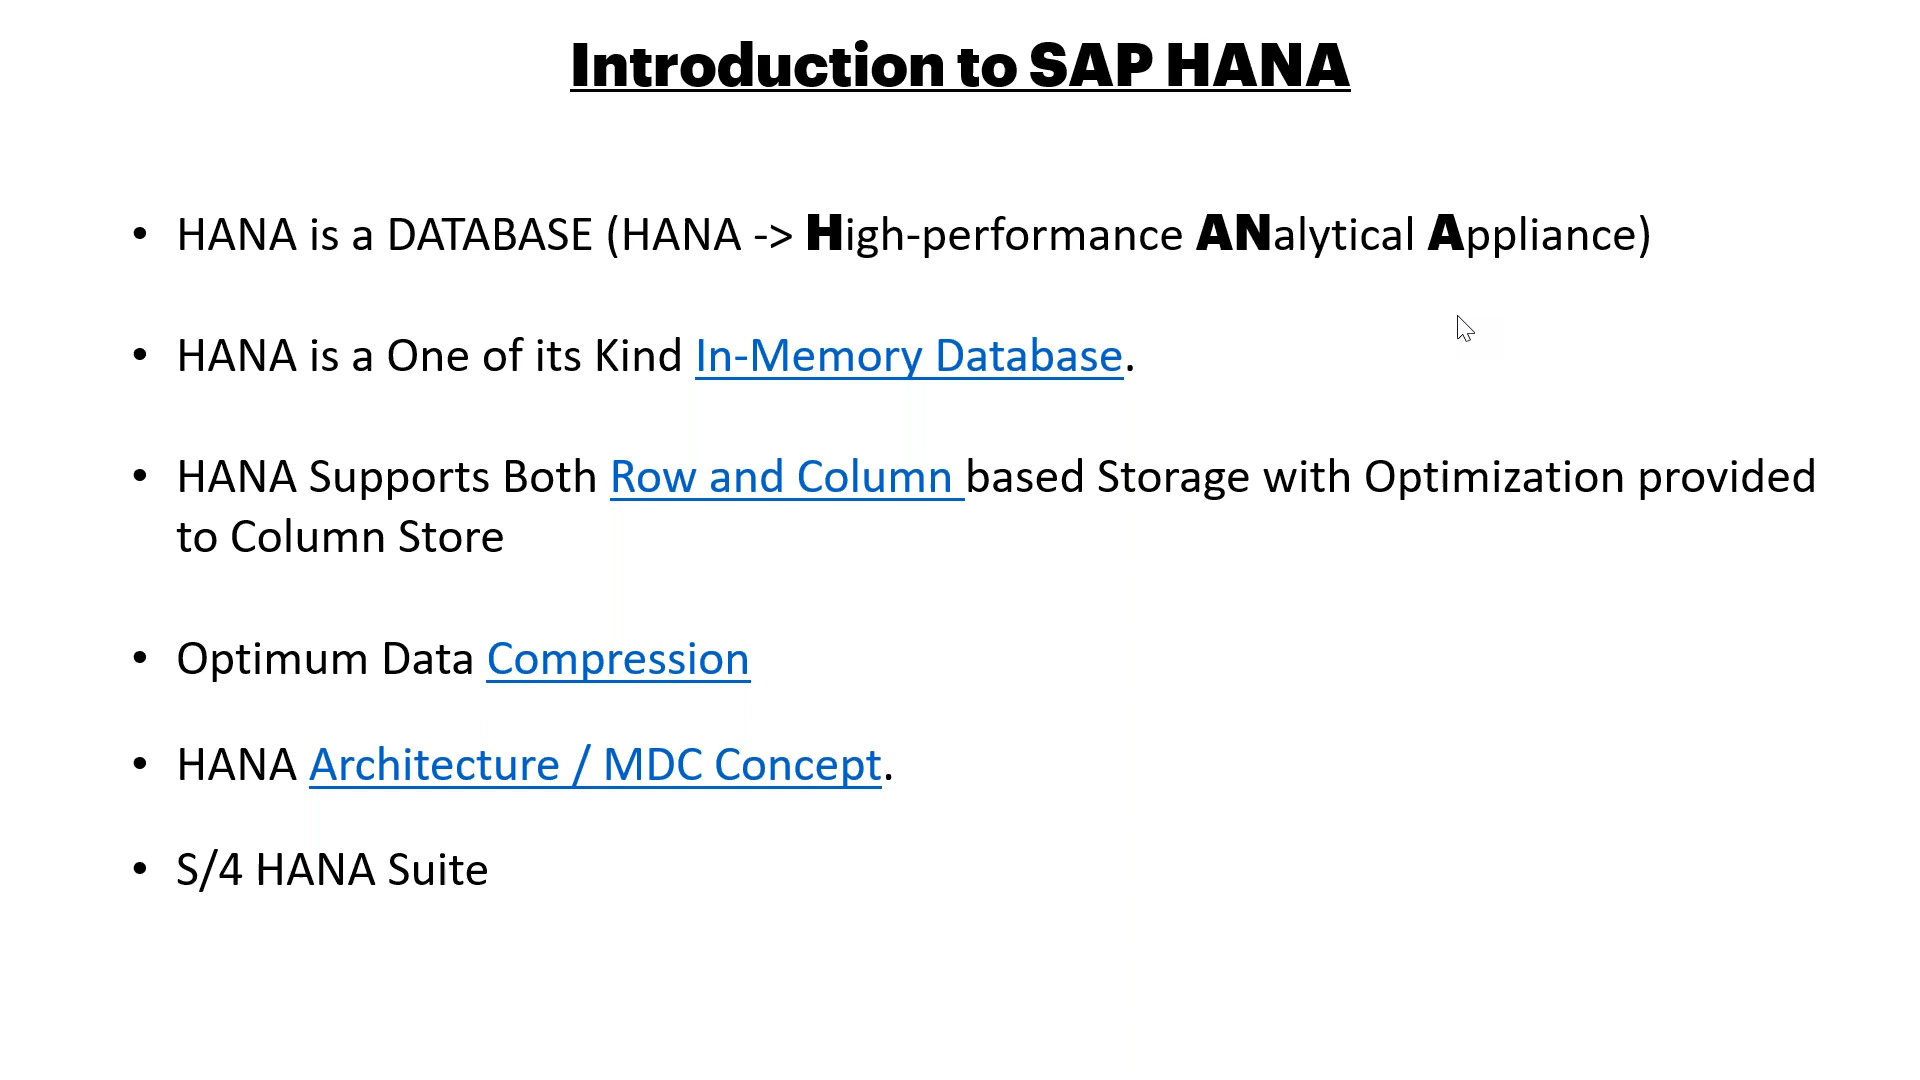 Introduction to SAP HANA
• HANA is a DATABASE (HANA -> High-performance ANalytical Appliance)
• HANA is a One of its Kind In-Memory Database.
• HANA Supports Both Row and Column based Storage with Optimization provided
to Column Store
• Optimum Data Compression
• HANA Architecture / MDC Concept.
• S/4 HANA Suite